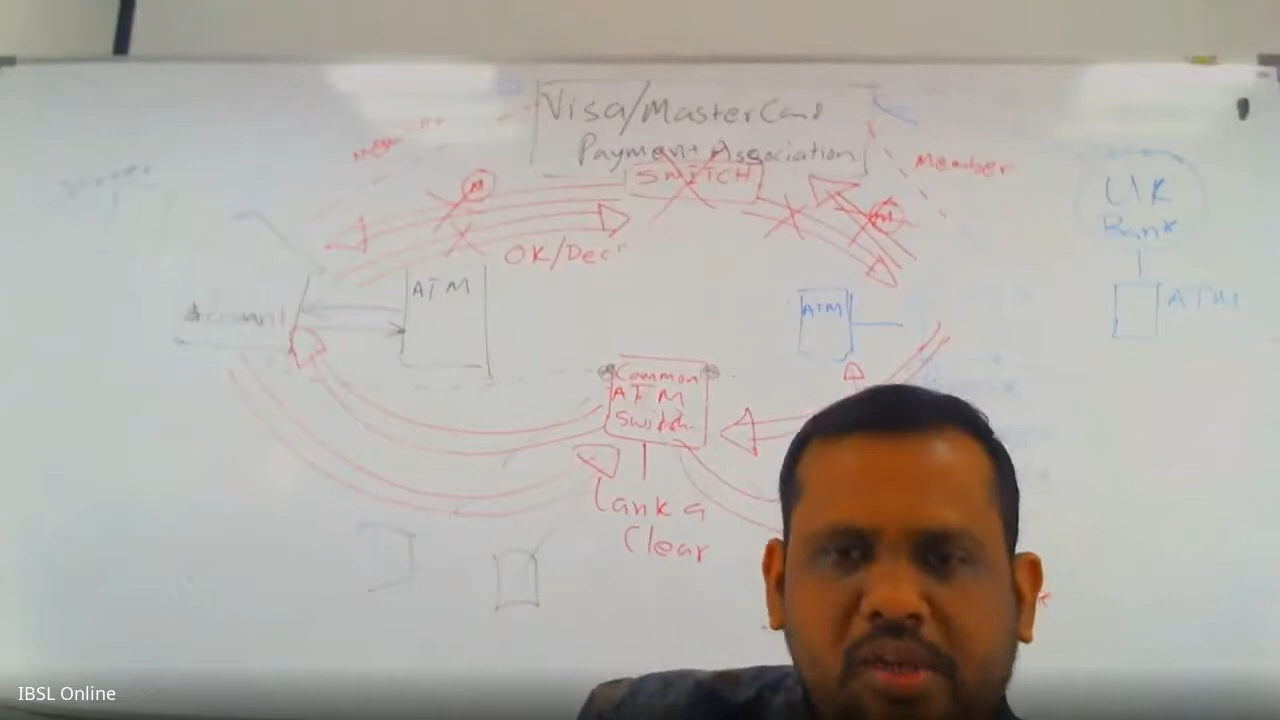 Visa/MasterCard
Payment Association
SWITCH
Member
M
M
UK
Bank
OK/Dec
ATM
ATM
ATM
Account
Common
ATM
Switch
Lanka
Clear
IBSL Online